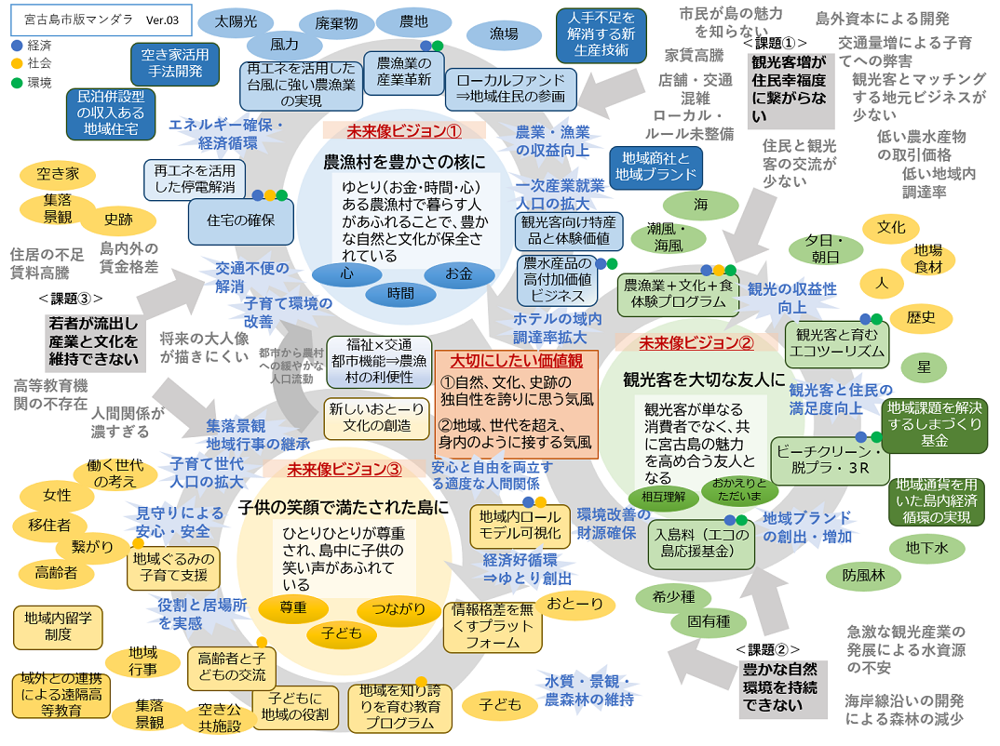 宮古島市版マンダラ Ver.03
経済
社会
環境
太陽光
風力
廃棄物
農地
漁場
人手不足を
解消する新
生産技術
空き家活用
手法開発
民泊併設型
の収入ある
地域住宅
再エネを活用した
台風に強い農漁業
の実現
農漁業の
産業革新
ローカルファンド
⇒地域住民の参画
市民が島の魅力
を知らない
家賃高騰
店舗・交通
混雑
ローカル・
ルール未整備
<課題①>
観光客増が
住民幸福度
に繋がらな
い
島外資本による開発
交通量増による子育
てへの弊害
観光客とマッチング
する地元ビジネスが
少ない
低い農水産物
の取引価格
低い地域内
調達率
住民と観光
客の交流が
少ない
エネルギー確保・
経済循環
未来像ビジョン①
農漁村を豊かさの核に
ゆとり(お金・時間・心)
ある農漁村で暮らす人
があふれることで、豊か
な自然と文化が保全さ
れている
心
時間
お金
農業・漁業
の収益向上
一次産業就業
人口の拡大
地域商社と
地域ブランド
再エネを活用
した停電解消
住宅の確保
空き家
集落
景観
史跡
観光客向け特産
品と体験価値
農水産品の
高付加価値
ビジネス
海
潮風・
海風
夕日・
朝日
文化
地場
食材
人
歴史
星
農漁業+文化+食
体験プログラム
観光の収益性
向上
観光客と育む
エコツーリズム
住居の不足
賃料高騰
島内外の
賃金格差
<課題③>
若者が流出し
産業と文化を
維持できない
将来の大人像
が描きにくい
高等教育機
関の不存在
人間関係が
濃すぎる
交通不便の
解消
子育て環境の
改善
ホテルの域内
調達率拡大
都市から農村
への緩やかな
人口流動
福祉×交通
都市機能⇒農漁
村の利便性
新しいおとーり
文化の創造
大切にしたい価値観
①自然、文化、史跡の
独自性を誇りに思う気風
②地域、世代を超え、
身内のように接する気風
未来像ビジョン②
観光客を大切な友人に
観光客が単なる
消費者でなく、共
に宮古島の魅力
を高め合う友人と
なる
相互理解
おかえりと
ただいま
観光客と住民の
満足度向上
地域課題を解決
するしまづくり
基金
ビーチクリーン・
脱プラ・3R
地域通貨を用
いた島内経済
循環の実現
集落景観
地域行事の継承
子育て世代
人口の拡大
未来像ビジョン③
子供の笑顔で満たされた島に
ひとりひとりが尊重
され、島中に子供の
笑い声があふれて
いる
尊重
つながり
子ども
安心と自由を両立す
る適度な人間関係
地域内ロール
モデル可視化
環境改善の
財源確保
入島料(エコの
島応援基金)
地域ブランド
の創出・増加
地下水
防風林
希少種
固有種
働く世代
の考え
女性
移住者
繋がり
高齢者
見守りによる
安心・安全
地域ぐるみの
子育て支援
役割と居場所
を実感
経済好循環
⇒ゆとり創出
情報格差を無
くすプラット
フォーム
おとーり
地域内留学
制度
地域
行事
域外との連携
による遠隔高
等教育
集落
景観
空き公
共施設
高齢者と子
どもの交流
子どもに
地域の役割
地域を知り誇
りを育む教育
プログラム
子ども
水質・景観・
農森林の維持
<課題②>
豊かな自然
環境を持続
できない
急激な観光産業の
発展による水資源
の不安
海岸線沿いの開発
による森林の減少